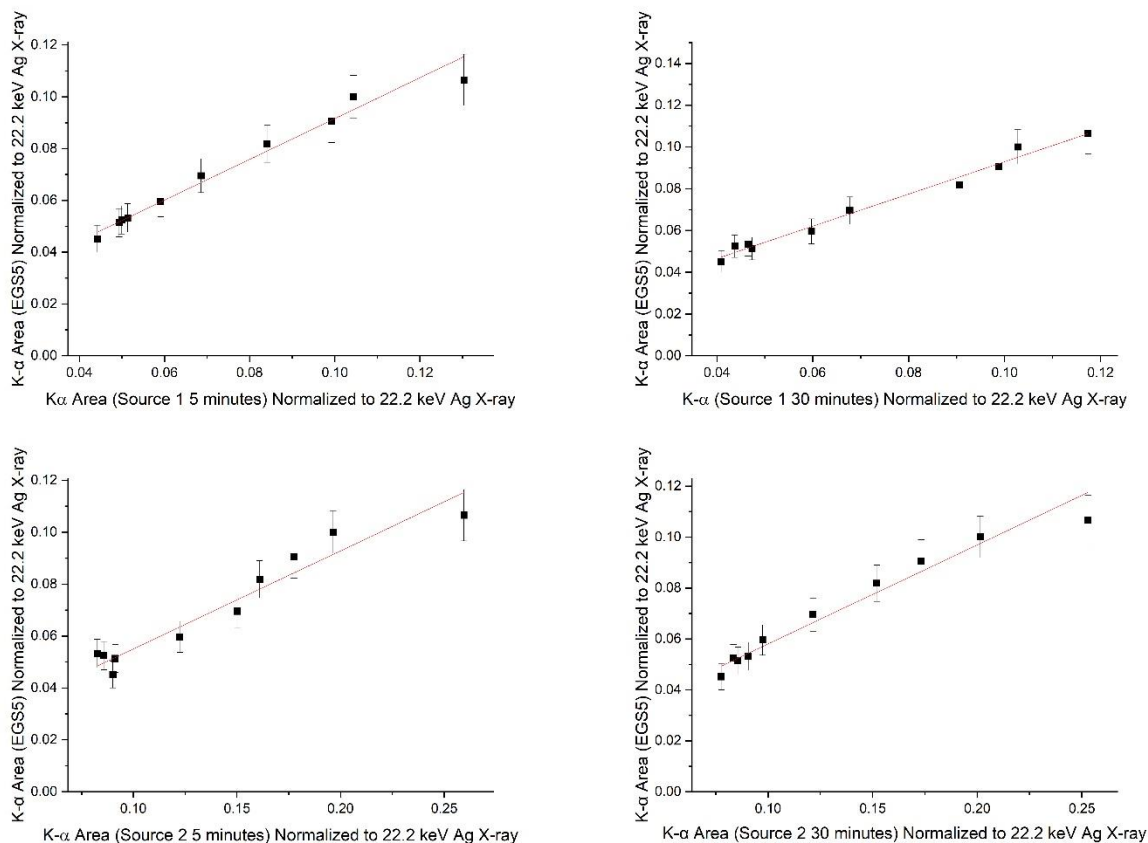 K-α Area (EGS5) Normalized to 22.2 keV Ag X-ray
0.12
0.10
0.08
0.06
0.04
0.02
0.00
0.04 0.06 0.08 0.10 0.12
Kα Area (Source 1 5 minutes) Normalized to 22.2 keV Ag X-ray
K-α Area (EGS5) Normalized to 22.2 keV Ag X-ray
0.14
0.12
0.10
0.08
0.06
0.04
0.02
0.00
0.04 0.06 0.08 0.10 0.12
K-α (Source 1 30 minutes) Normalized to 22.2 keV Ag X-ray
K-α Area (EGS5) Normalized to 22.2 keV Ag X-ray
0.12
0.10
0.08
0.06
0.04
0.02
0.00
0.10 0.15 0.20 0.25
K-α Area (Source 2 5 minutes) Normalized to 22.2 keV Ag X-ray
K-α Area (EGS5) Normalized to 22.2 keV Ag X-ray
0.12
0.10
0.08
0.06
0.04
0.02
0.00
0.10 0.15 0.20 0.25
K-α Area (Source 2 30 minutes) Normalized to 22.2 keV Ag X-ray